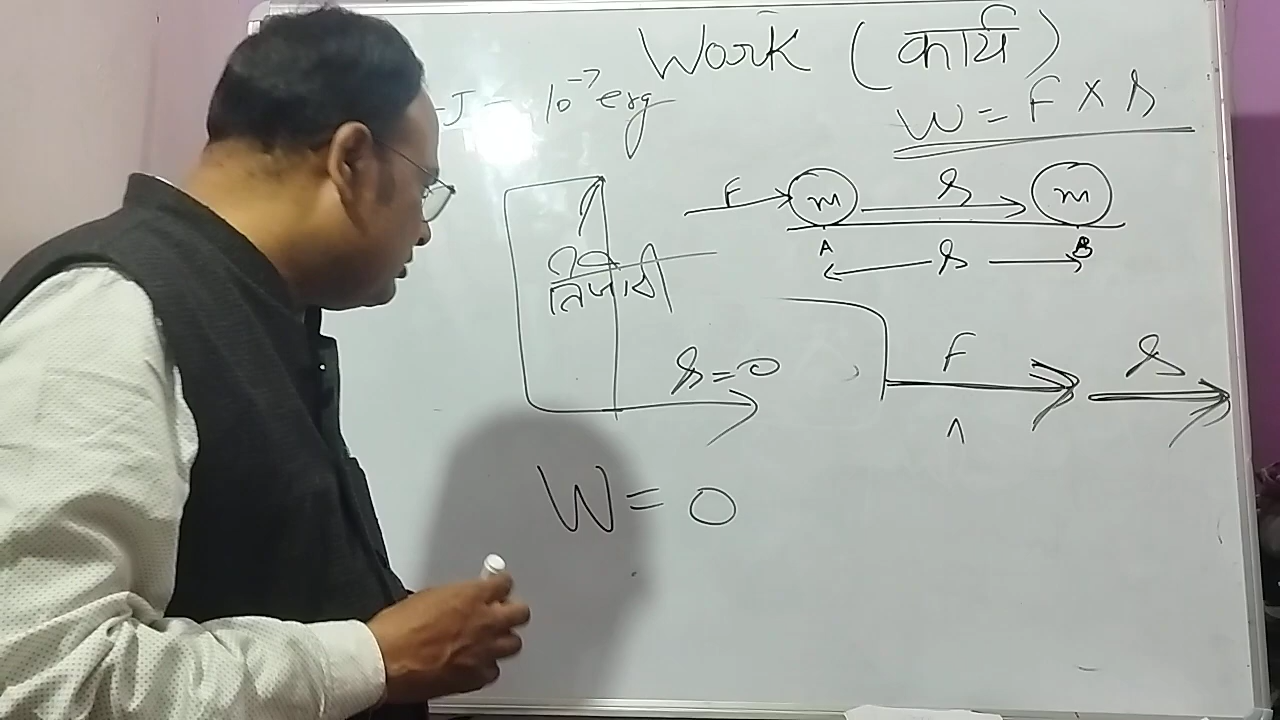 Work (कार्य)
J = 10⁻⁷ erg
W = F × s
F m s m
A B
s
तिजोरी
s = 0
F s
W = 0